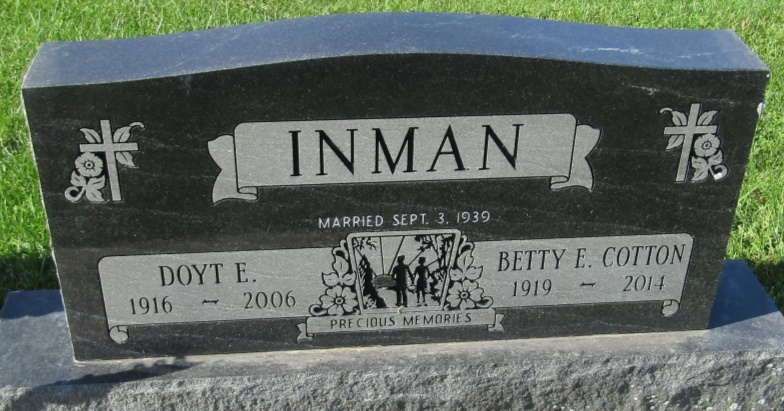 INMAN
MARRIED SEPT. 3, 1939
DOYT E.
1916 ~ 2006
BETTY E. COTTON
1919 ~ 2014
PRECIOUS MEMORIES